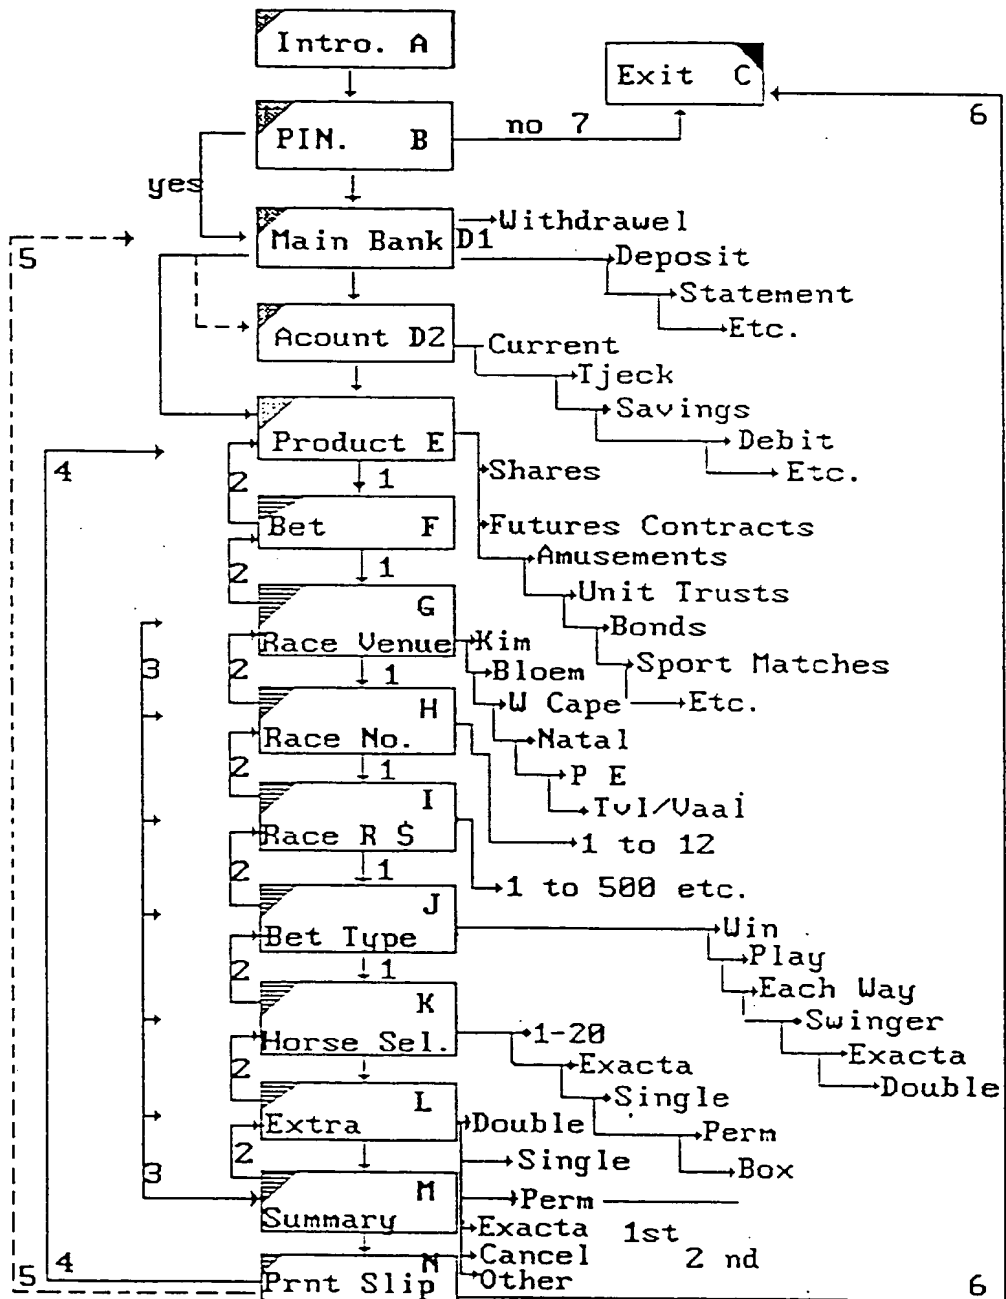 Intro. A
Exit C
6
no 7
PIN. B
yes
Withdrawel
Main Bank D1
5
Deposit
Statement
Etc.
Acount D2
Current
Tjeck
Savings
Debit
Etc.
Product E
4
2
1
Shares
Bet F
Futures Contracts
Amusements
2
1
Unit Trusts
G
Race Venue
Kim
Bonds
3
2
1
Bloem
Sport Matches
H
W Cape
Etc.
Race No.
Natal
2
1
P E
I
Tvl/Vaal
Race R $
1 to 12
2
1
1 to 500 etc.
J
Bet Type
Win
2
1
Play
K
Each Way
Horse Sel.
1-20
Swinger
2
Exacta
Exacta
L
Single
Double
Extra
Double
Perm
2
3
Single
Box
M
Perm
Summary
Exacta 1st
N
Cancel 2 nd
4
5
Prnt Slip
Other
6